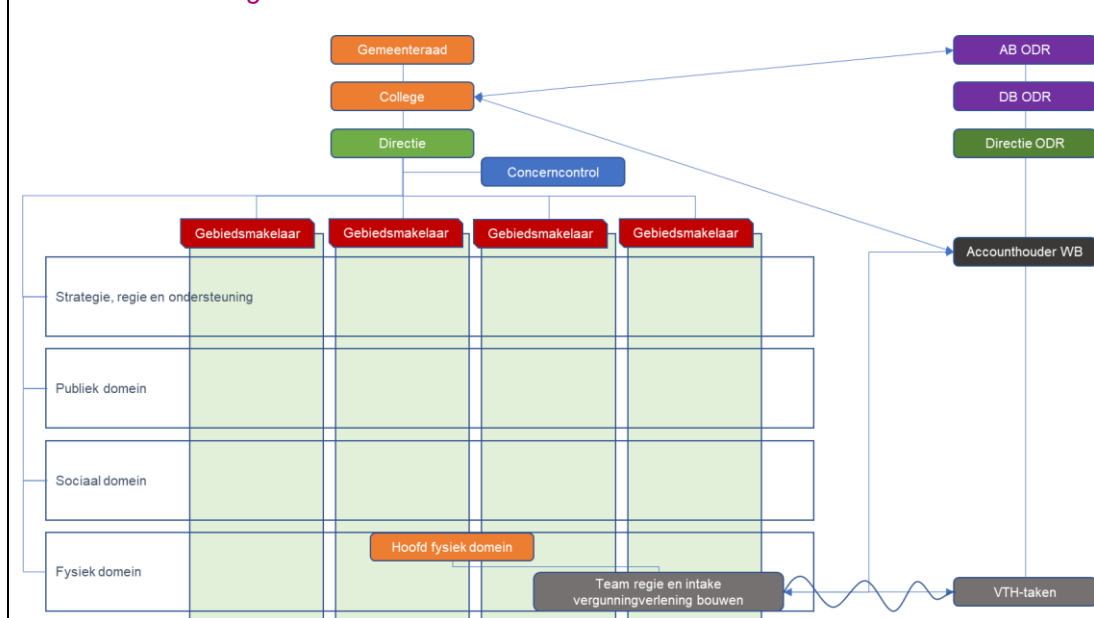 Gemeenteraad
AB ODR
College
DB ODR
Directie
Directie ODR
Concerncontrol
Gebiedsmakelaar
Gebiedsmakelaar
Gebiedsmakelaar
Gebiedsmakelaar
Accounthouder WB
Strategie, regie en ondersteuning
Publiek domein
Sociaal domein
Hoofd fysiek domein
Fysiek domein
Team regie en intake
vergunningverlening bouwen
VTH-taken